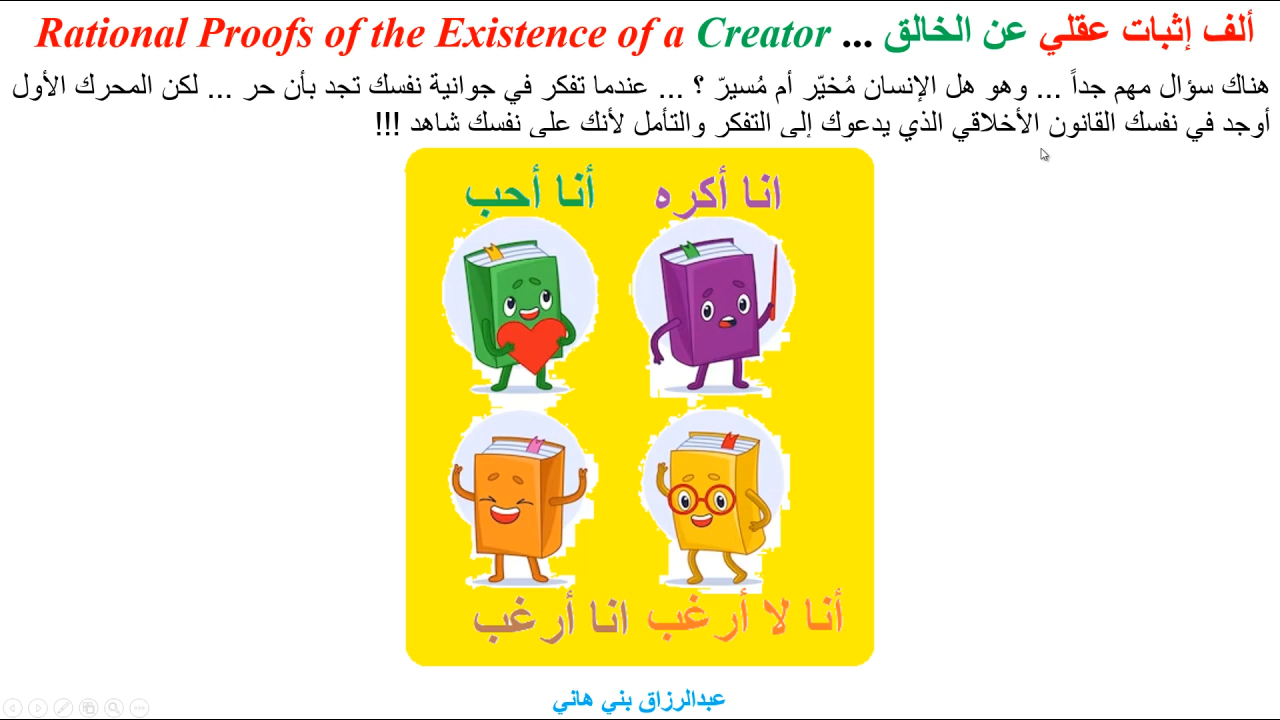 ألف إثبات عقلي عن الخالق ... Rational Proofs of the Existence of a Creator
هناك سؤال مهم جداً ... وهو هل الإنسان مُخيّر أم مُسيرّ ؟ ... عندما تفكر في جوانية نفسك تجد بأن حر ... لكن المحرك الأول
أوجد في نفسك القانون الأخلاقي الذي يدعوك إلى التفكر والتأمل لأنك على نفسك شاهد !!!
انا أكره
أنا أحب
أنا لا أرغب
انا أرغب
عبدالرزاق بني هاني